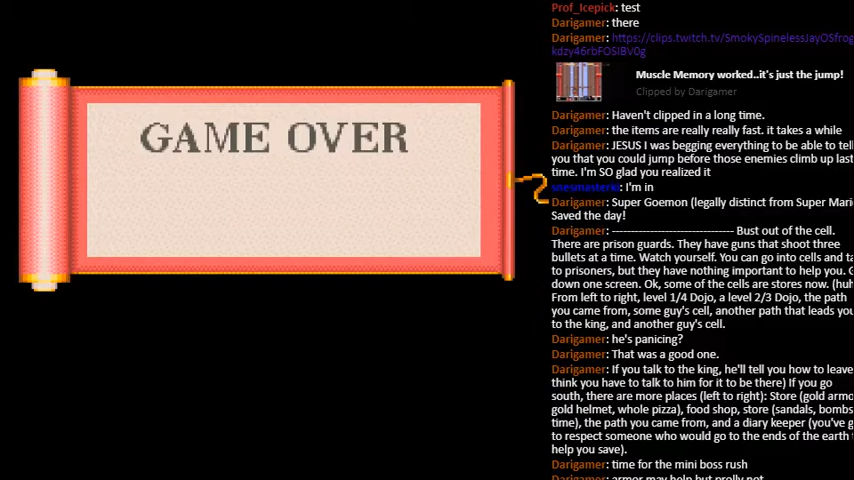 GAME OVER
Prof_Icepick: test
Darigamer: there
Darigamer: https://clips.twitch.tv/SmokySpinelessJayOSfrog
kdzy46rbFOSIBV0g
Muscle Memory worked..it's just the jump!
Clipped by Darigamer
Darigamer: Haven't clipped in a long time.
Darigamer: the items are really really fast. it takes a while
Darigamer: JESUS I was begging everything to be able to tell
you that you could jump before those enemies climb up last
time. I'm SO glad you realized it
snesmasterki: I'm in
Darigamer: Super Goemon (legally distinct from Super Mari
Saved the day!
Darigamer: -------------------------------- Bust out of the cell.
There are prison guards. They have guns that shoot three
bullets at a time. Watch yourself. You can go into cells and ta
to prisoners, but they have nothing important to help you. G
down one screen. Ok, some of the cells are stores now. (huh
From left to right, level 1/4 Dojo, a level 2/3 Dojo, the path
you came from, some guy's cell, another path that leads you
to the king, and another guy's cell.
Darigamer: he's panicing?
Darigamer: That was a good one.
Darigamer: If you talk to the king, he'll tell you how to leave
think you have to talk to him for it to be there) If you go
south, there are more places (left to right): Store (gold armo
gold helmet, whole pizza), food shop, store (sandals, bombs
time), the path you came from, and a diary keeper (you've g
to respect someone who would go to the ends of the earth
help you save).
Darigamer: time for the mini boss rush
Darigamer: armor may help but prolly not